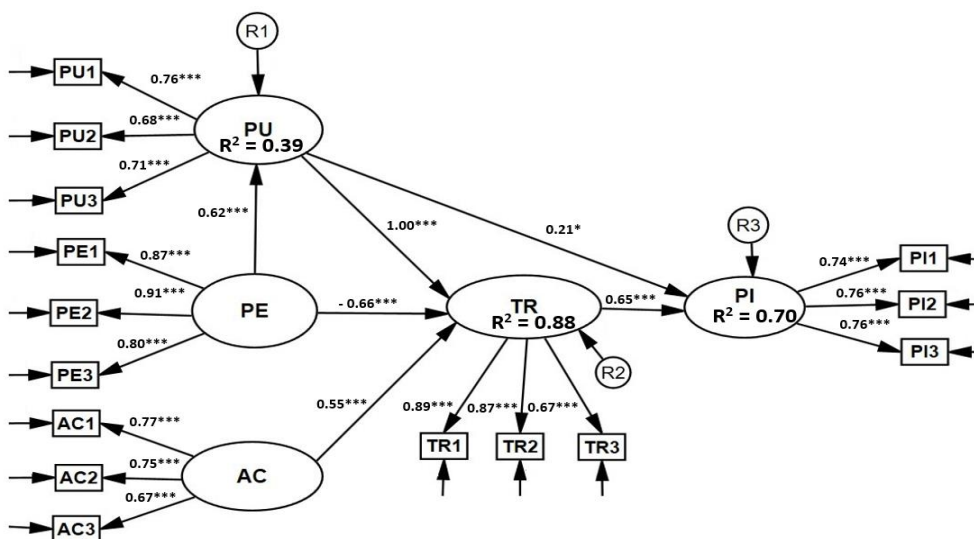 R1
PU1
0.76***
PU
R² = 0.39
PU2
0.68***
PU3
0.71***
0.62***
1.00***
0.21*
PE1
0.87***
PE2
0.91***
PE
- 0.66***
PE3
0.80***
TR
R² = 0.88
0.65***
R2
R3
PI
R² = 0.70
0.74***
PI1
0.76***
PI2
0.76***
PI3
AC1
0.77***
AC2
0.75***
AC
0.55***
AC3
0.67***
0.89***
0.87***
0.67***
TR1
TR2
TR3